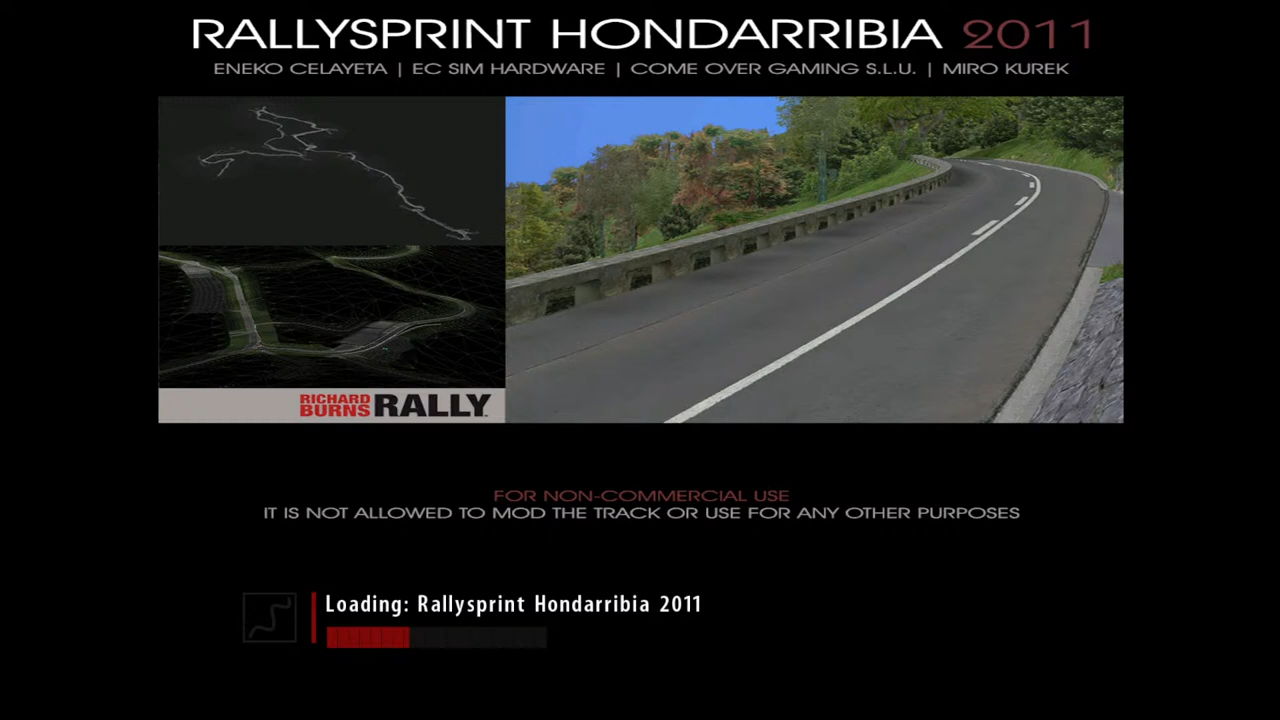 RALLYSPRINT HONDARRIBIA 2011
ENEKO CELAYETA | EC SIM HARDWARE | COME OVER GAMING S.L.U. | MIRO KUREK
RICHARD
BURNS RALLY
FOR NON-COMMERCIAL USE
IT IS NOT ALLOWED TO MOD THE TRACK OR USE FOR ANY OTHER PURPOSES
Loading: Rallysprint Hondarribia 2011